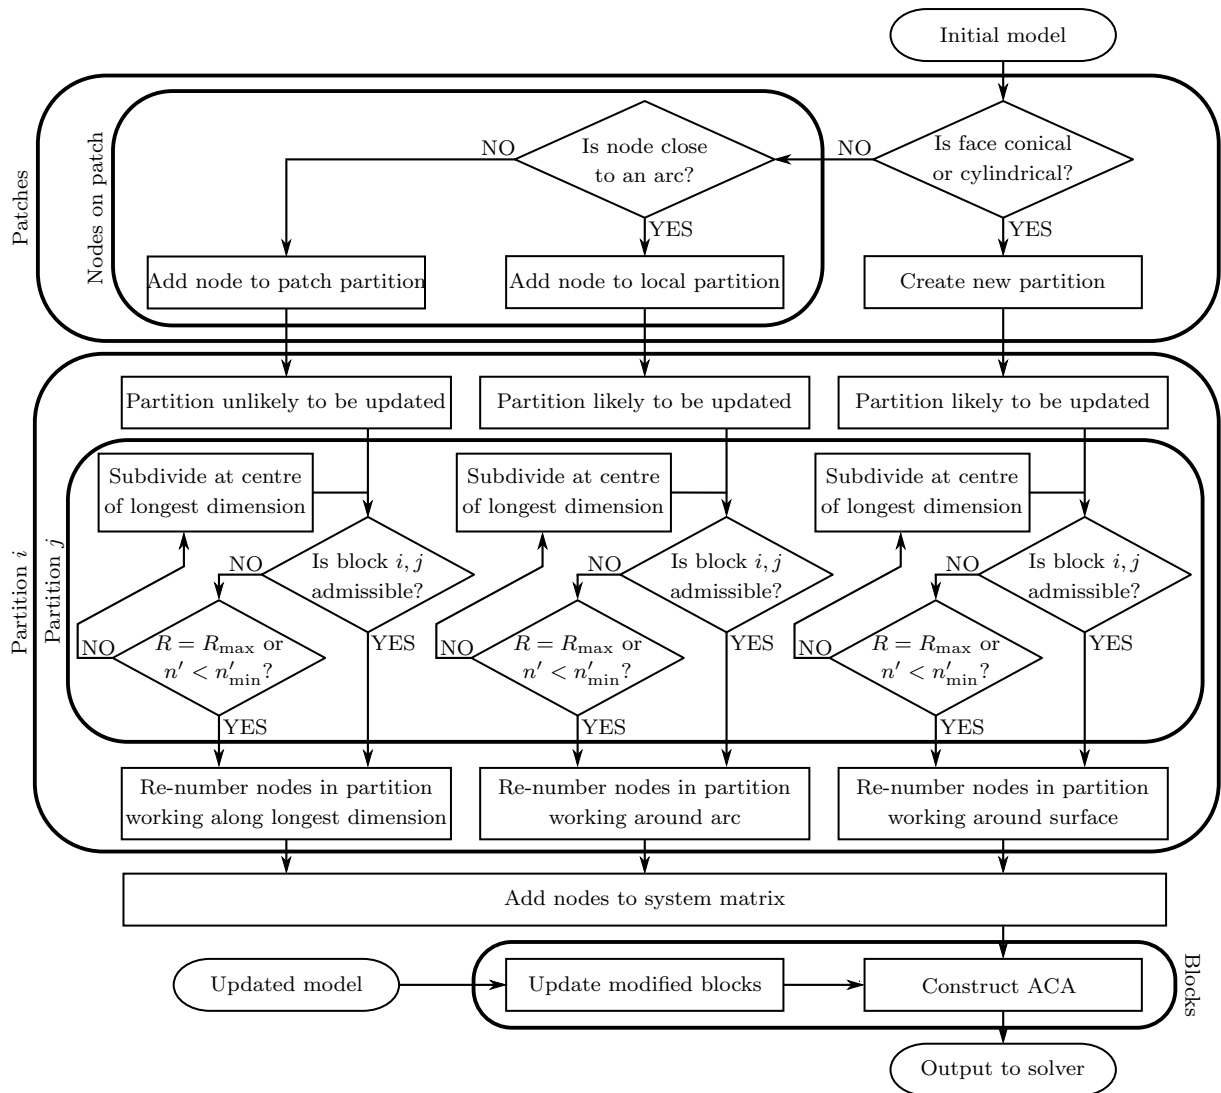 Initial model
Patches
Nodes on patch
Is face conical
or cylindrical?
NO
YES
Is node close
to an arc?
NO
YES
Add node to patch partition
Add node to local partition
Create new partition
Partition i
Partition j
Partition unlikely to be updated
Partition likely to be updated
Partition likely to be updated
Subdivide at centre
of longest dimension
Is block i, j
admissible?
NO
YES
R = Rmax or
n′ < n′min?
NO
YES
Subdivide at centre
of longest dimension
Is block i, j
admissible?
NO
YES
R = Rmax or
n′ < n′min?
NO
YES
Subdivide at centre
of longest dimension
Is block i, j
admissible?
NO
YES
R = Rmax or
n′ < n′min?
NO
YES
Re-number nodes in partition
working along longest dimension
Re-number nodes in partition
working around arc
Re-number nodes in partition
working around surface
Add nodes to system matrix
Updated model
Update modified blocks
Construct ACA
Blocks
Output to solver